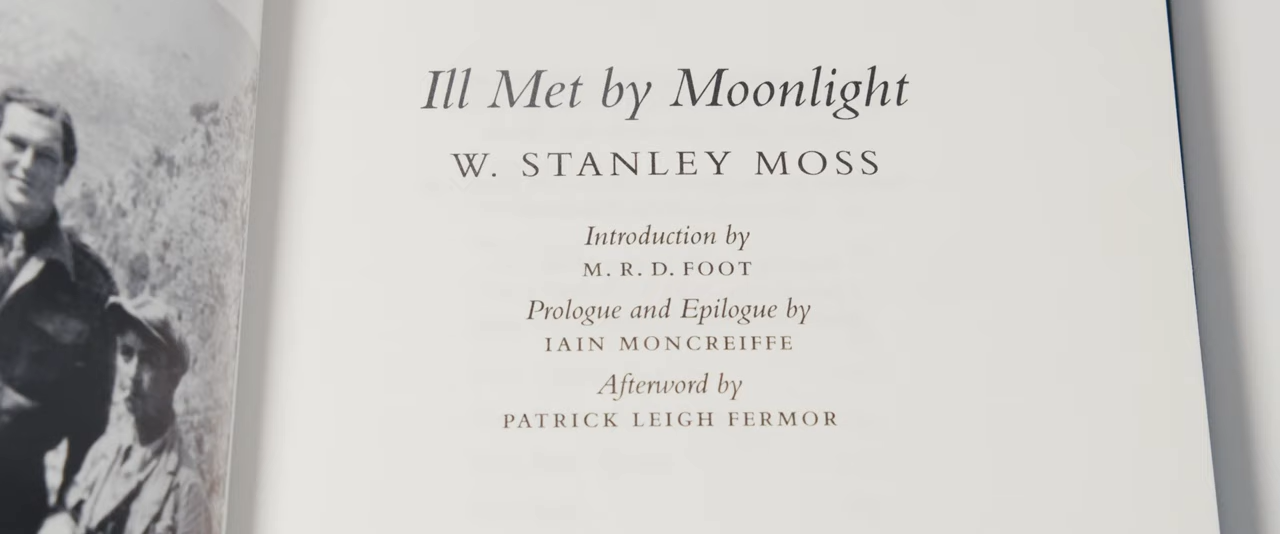 Ill Met by Moonlight
W. STANLEY MOSS
Introduction by
M. R. D. FOOT
Prologue and Epilogue by
IAIN MONCREIFFE
Afterword by
PATRICK LEIGH FERMOR